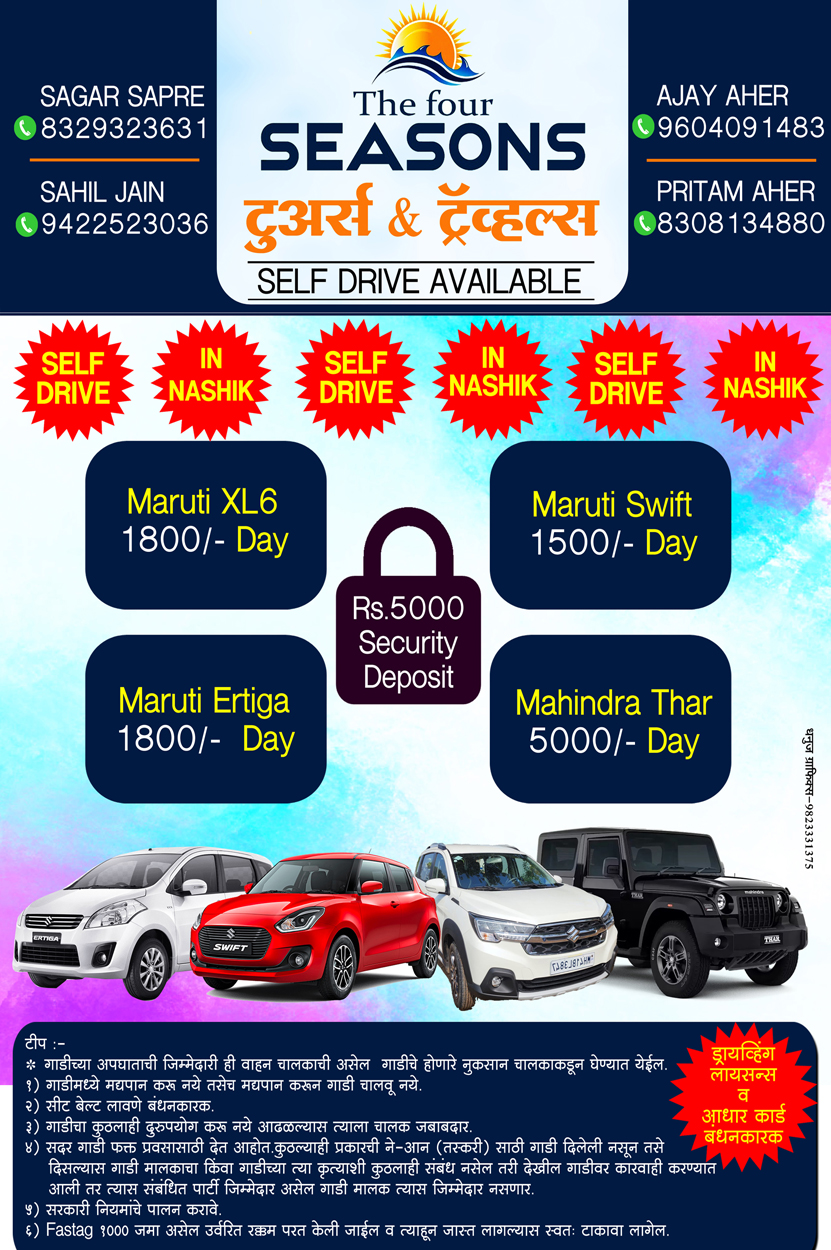 SAGAR SAPRE
8329323631
SAHIL JAIN
9422523036
The four
SEASONS
टुअर्स & ट्रॅव्हल्स
SELF DRIVE AVAILABLE
AJAY AHER
9604091483
PRITAM AHER
8308134880
SELF
DRIVE
IN
NASHIK
SELF
DRIVE
IN
NASHIK
SELF
DRIVE
IN
NASHIK
Maruti XL6
1800/- Day
Maruti Swift
1500/- Day
Rs.5000
Security
Deposit
Maruti Ertiga
1800/- Day
Mahindra Thar
5000/- Day
धनुज ग्राफिक्स-9823331375
ERTIGA
SWIFT
mahindra
THAR
THAR
टीप :-
* गाडीच्या अपघाताची जिम्मेदारी ही वाहन चालकाची असेल गाडीचे होणारे नुकसान चालकाकडून घेण्यात येईल.
१) गाडीमध्ये मद्यपान करू नये तसेच मद्यपान करून गाडी चालवू नये.
२) सीट बेल्ट लावणे बंधनकारक.
३) गाडीचा कुठलाही दुरुपयोग करू नये आढळल्यास त्याला चालक जबाबदार.
४) सदर गाडी फक्त प्रवसासाठी देत आहोत.कुठल्याही प्रकारची ने-आन (तस्करी) साठी गाडी दिलेली नसून तसे
दिसल्यास गाडी मालकाचा किंवा गाडीच्या त्या कृत्याशी कुठलाही संबंध नसेल तरी देखील गाडीवर कारवाही करण्यात
आली तर त्यास संबंधित पार्टी जिम्मेदार असेल गाडी मालक त्यास जिम्मेदार नसणार.
५) सरकारी नियमांचे पालन करावे.
६) Fastag १००० जमा असेल उर्वरित रक्कम परत केली जाईल व त्याहून जास्त लागल्यास स्वतः टाकावा लागेल.
ड्रायव्हिंग
लायसन्स
व
आधार कार्ड
बंधनकारक